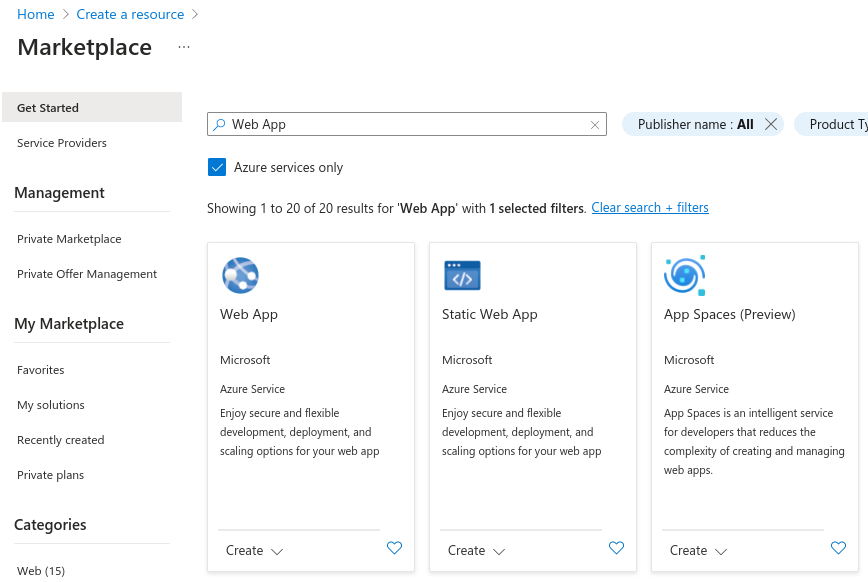 Home > Create a resource >
Marketplace ...
Get Started
Service Providers
Management
Private Marketplace
Private Offer Management
My Marketplace
Favorites
My solutions
Recently created
Private plans
Categories
Web (15)
Web App
Publisher name : All
Product Ty
Azure services only
Showing 1 to 20 of 20 results for 'Web App' with 1 selected filters. Clear search + filters
Web App
Microsoft
Azure Service
Enjoy secure and flexible
development, deployment, and
scaling options for your web app
Create
Static Web App
Microsoft
Azure Service
Enjoy secure and flexible
development, deployment, and
scaling options for your web app
Create
App Spaces (Preview)
Microsoft
Azure Service
App Spaces is an intelligent service
for developers that reduces the
complexity of creating and managing
web apps.
Create